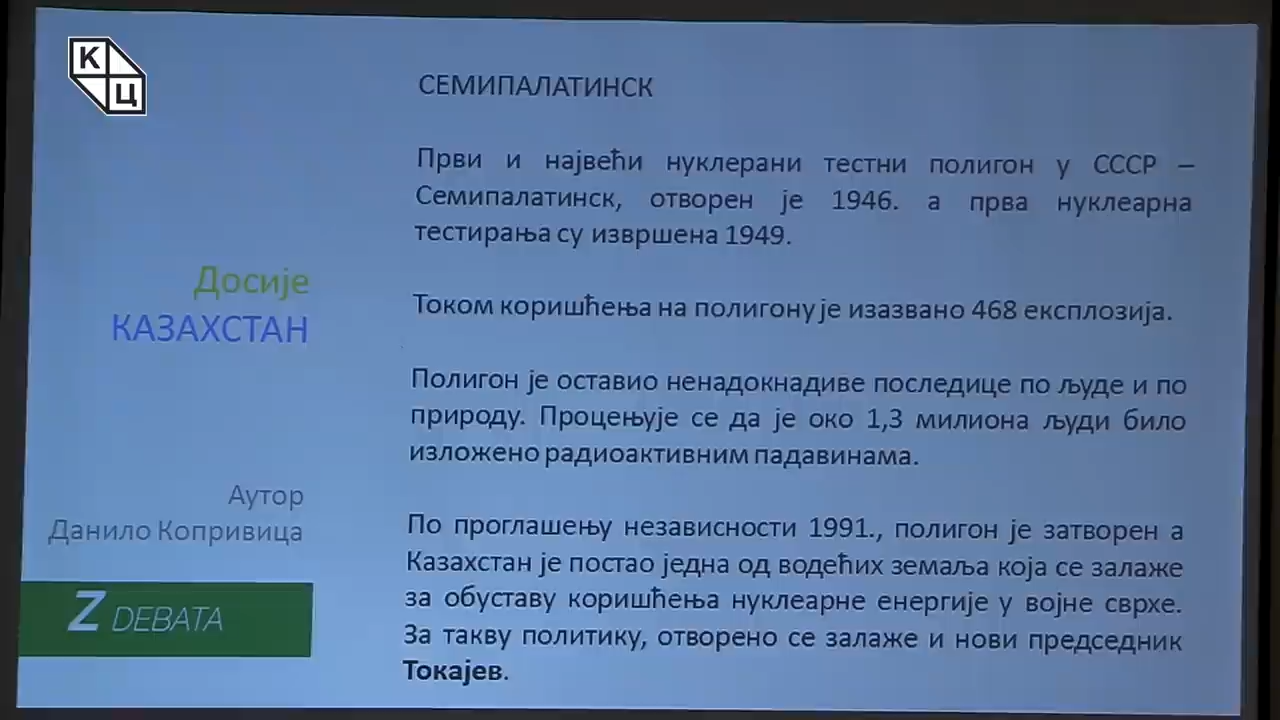 К
Ц
СЕМИПАЛАТИНСК
Први и највећи нуклерани тестни полигон у СССР –
Семипалатинск, отворен је 1946. а прва нуклеарна
тестирања су извршена 1949.
Током коришћења на полигону је изазвано 468 експлозија.
Полигон је оставио ненадокнадиве последице по људе и по
природу. Процењује се да је око 1,3 милиона људи било
изложено радиоактивним падавинама.
По проглашењу независности 1991., полигон је затворен а
Казахстан је постао једна од водећих земаља која се залаже
за обуставу коришћења нуклеарне енергије у војне сврхе.
За такву политику, отворено се залаже и нови председник
Токајев.
Досије
КАЗАХСТАН
Аутор
Данило Копривица
Z DEBATA